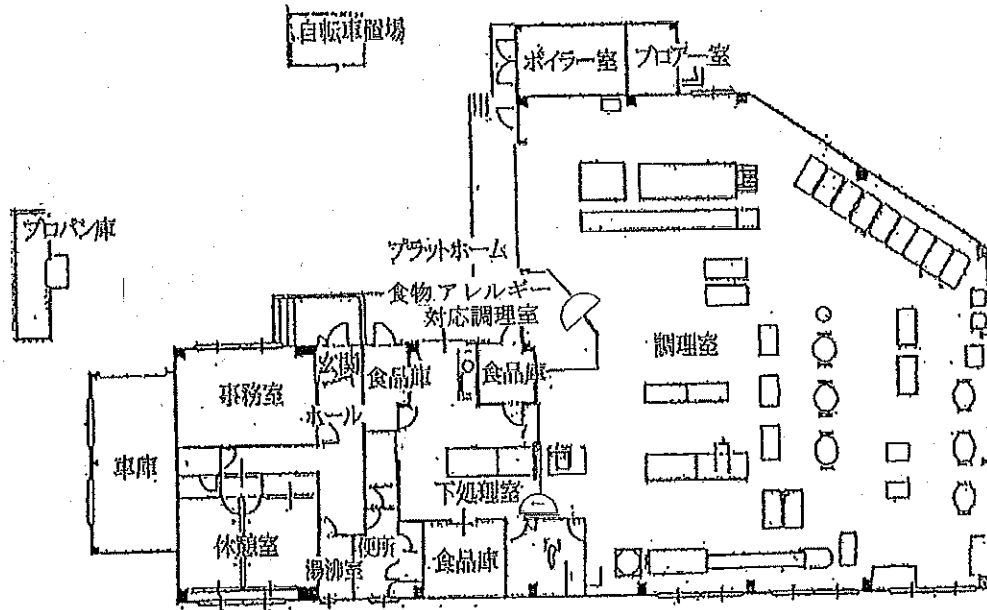 自転車置場
ボイラー室
ブロアー室
プロパン庫
プラットホーム
食物アレルギー
対応調理室
玄関
食品庫
食品庫
調理室
事務室
ホール
車庫
下処理室
休憩室
湯沸室
便所
食品庫